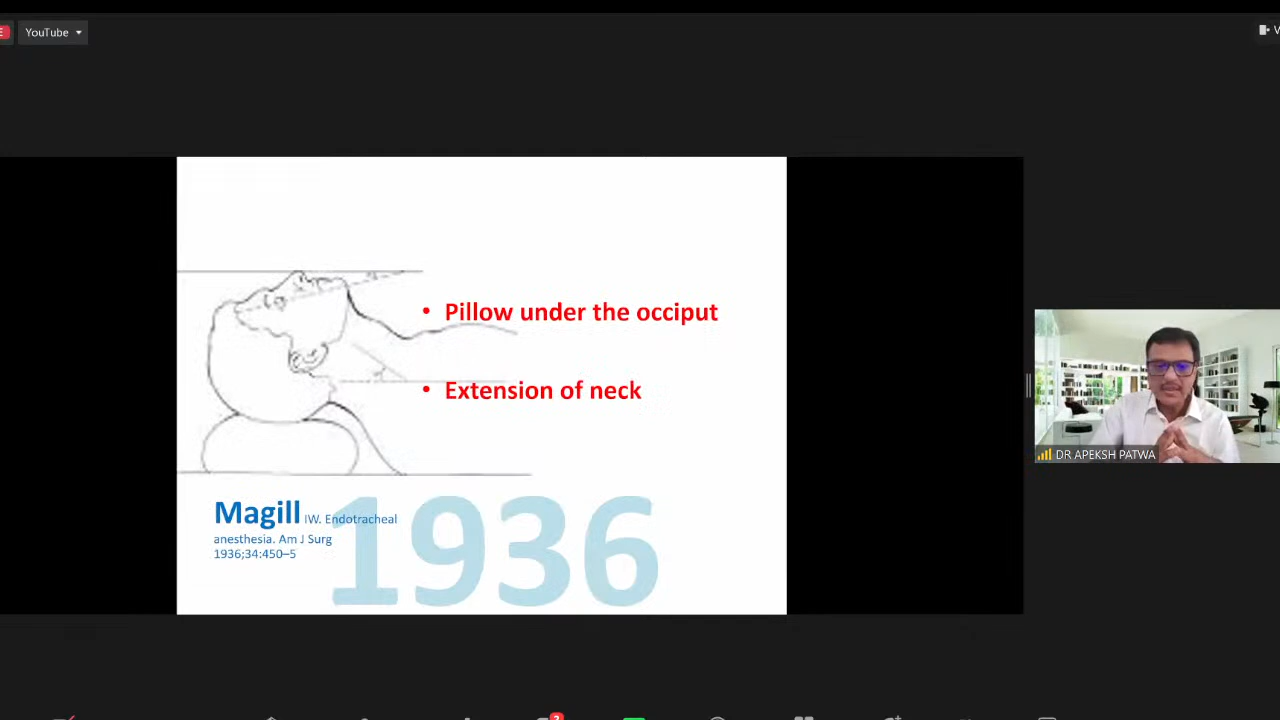 YouTube
• Pillow under the occiput
• Extension of neck
Magill IW. Endotracheal
anesthesia. Am J Surg
1936;34:450–5
1936
DR APEKSH PATWA